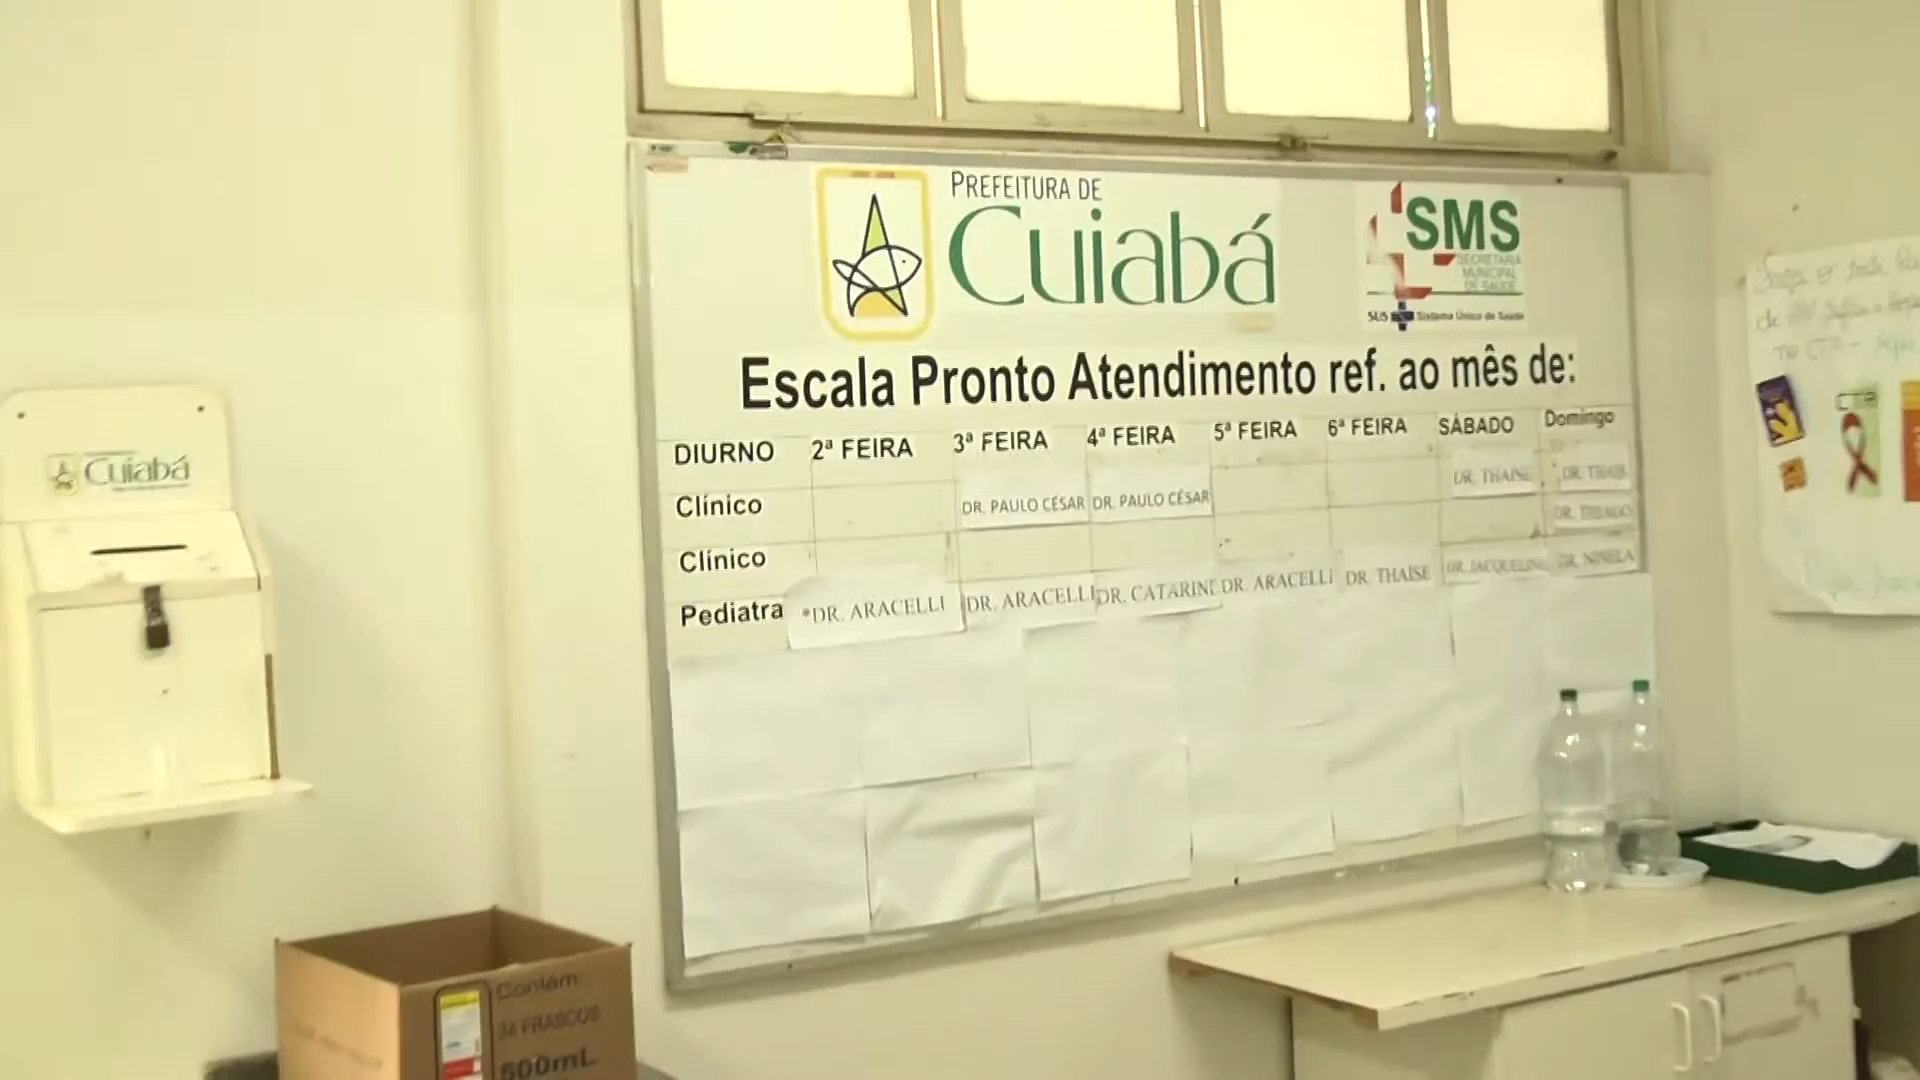 PREFEITURA DE
Cuiabá
SMS
SECRETARIA
MUNICIPAL
DE SAÚDE
SUS Sistema Único de Saúde
Escala Pronto Atendimento ref. ao mês de:
DIURNO 2ª FEIRA 3ª FEIRA 4ª FEIRA 5ª FEIRA 6ª FEIRA SÁBADO Domingo
Clínico DR. PAULO CÉSAR DR. PAULO CÉSAR DR. THAISE DR. THAIS
DR. THIAGO
Clínico
Pediatra *DR. ARACELLI DR. ARACELLI DR. CATARINE DR. ARACELLI DR. THAISE DR. JACQUELINE DR. NINELA
Cuiabá
Contém:
24 FRASCOS
500mL
CTA